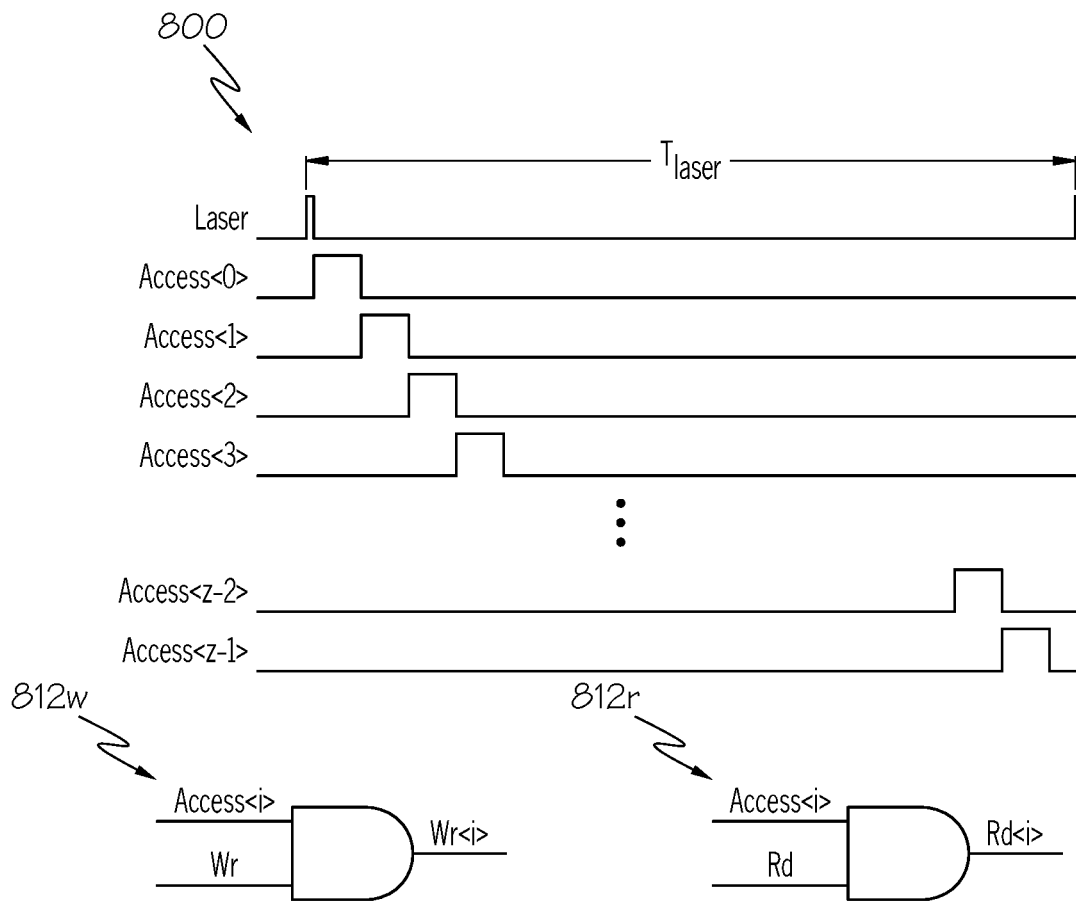 800
Tlaser
Laser
Access<0>
Access<1>
Access<2>
Access<3>
Access<z-2>
Access<z-1>
812w
812r
Access<i>
Wr
Wr<i>
Access<i>
Rd
Rd<i>